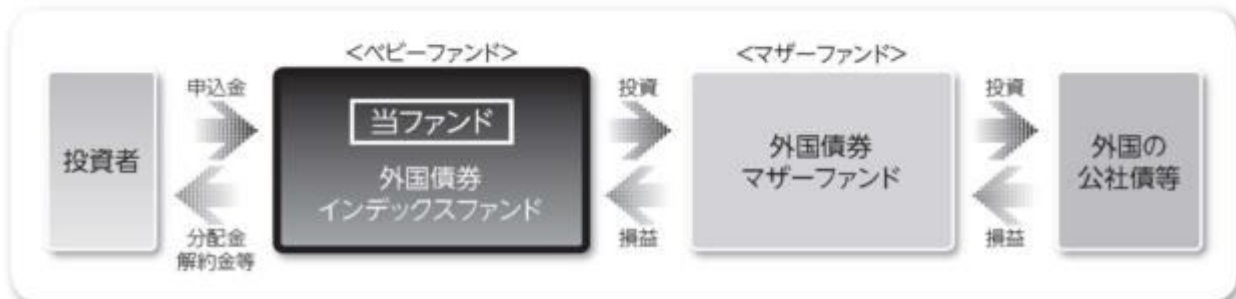 <ベビーファンド>
<マザーファンド>
投資者
申込金
分配金
解約金等
当ファンド
外国債券
インデックスファンド
投資
損益
外国債券
マザーファンド
投資
損益
外国の
公社債等